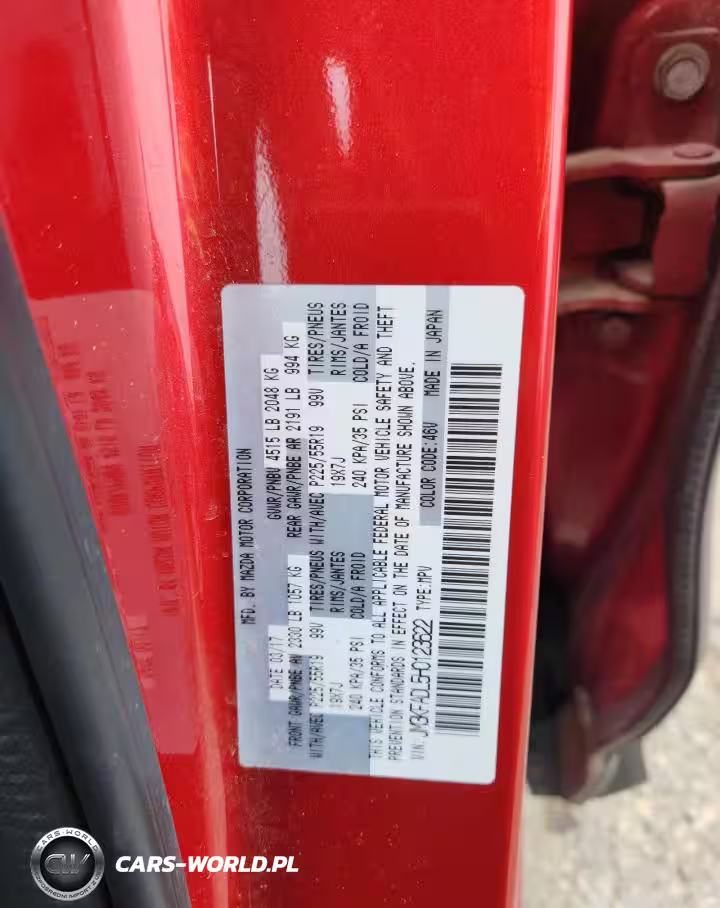 MFD. BY MAZDA MOTOR CORPORATION
DATE 03/17 GVWR/PNBV 4515 LB 2048 KG
FRONT GAWR/PNBE AV 2330 LB 1057 KG REAR GAWR/PNBE AR 2191 LB 994 KG
WITH/AVEC P225/55R19 99V TIRES/PNEUS WITH/AVEC P225/55R19 99V TIRES/PNEUS
19X7J RIMS/JANTES 19X7J RIMS/JANTES
240 KPA/35 PSI COLD/A FROID 240 KPA/35 PSI COLD/A FROID
THIS VEHICLE CONFORMS TO ALL APPLICABLE FEDERAL MOTOR VEHICLE SAFETY AND THEFT
PREVENTION STANDARDS IN EFFECT ON THE DATE OF MANUFACTURE SHOWN ABOVE.
VIN: JM3KFADL5H0123622 TYPE:MPV COLOR CODE:46V MADE IN JAPAN
CARS-WORLD
CW
CARS-WORLD.PL